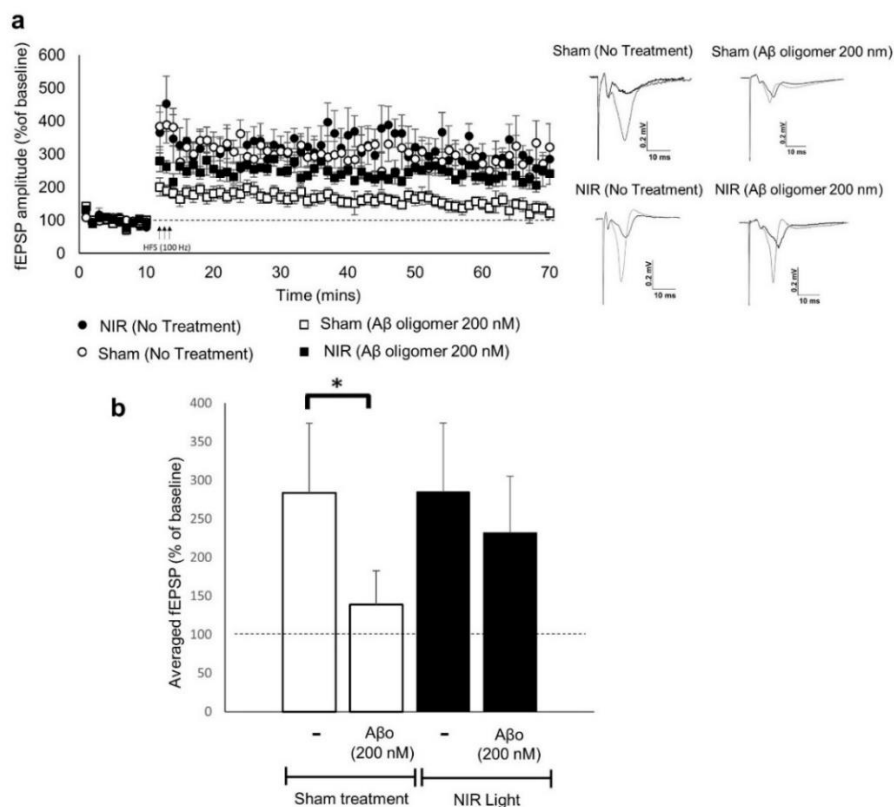 a
600
500
400
300
200
100
0
fEPSP amplitude (% of baseline)
HFS (100 Hz)
0 10 20 30 40 50 60 70
Time (mins)
NIR (No Treatment)
Sham (No Treatment)
Sham (Aβ oligomer 200 nM)
NIR (Aβ oligomer 200 nM)
Sham (No Treatment)
0.2 mV
10 ms
Sham (Aβ oligomer 200 nm)
0.2 mV
10 ms
NIR (No Treatment)
0.2 mV
10 ms
NIR (Aβ oligomer 200 nm)
0.2 mV
10 ms
b
*
400
350
300
250
200
150
100
50
0
Averaged fEPSP (% of baseline)
- Aβo - Aβo
(200 nM) (200 nM)
Sham treatment NIR Light